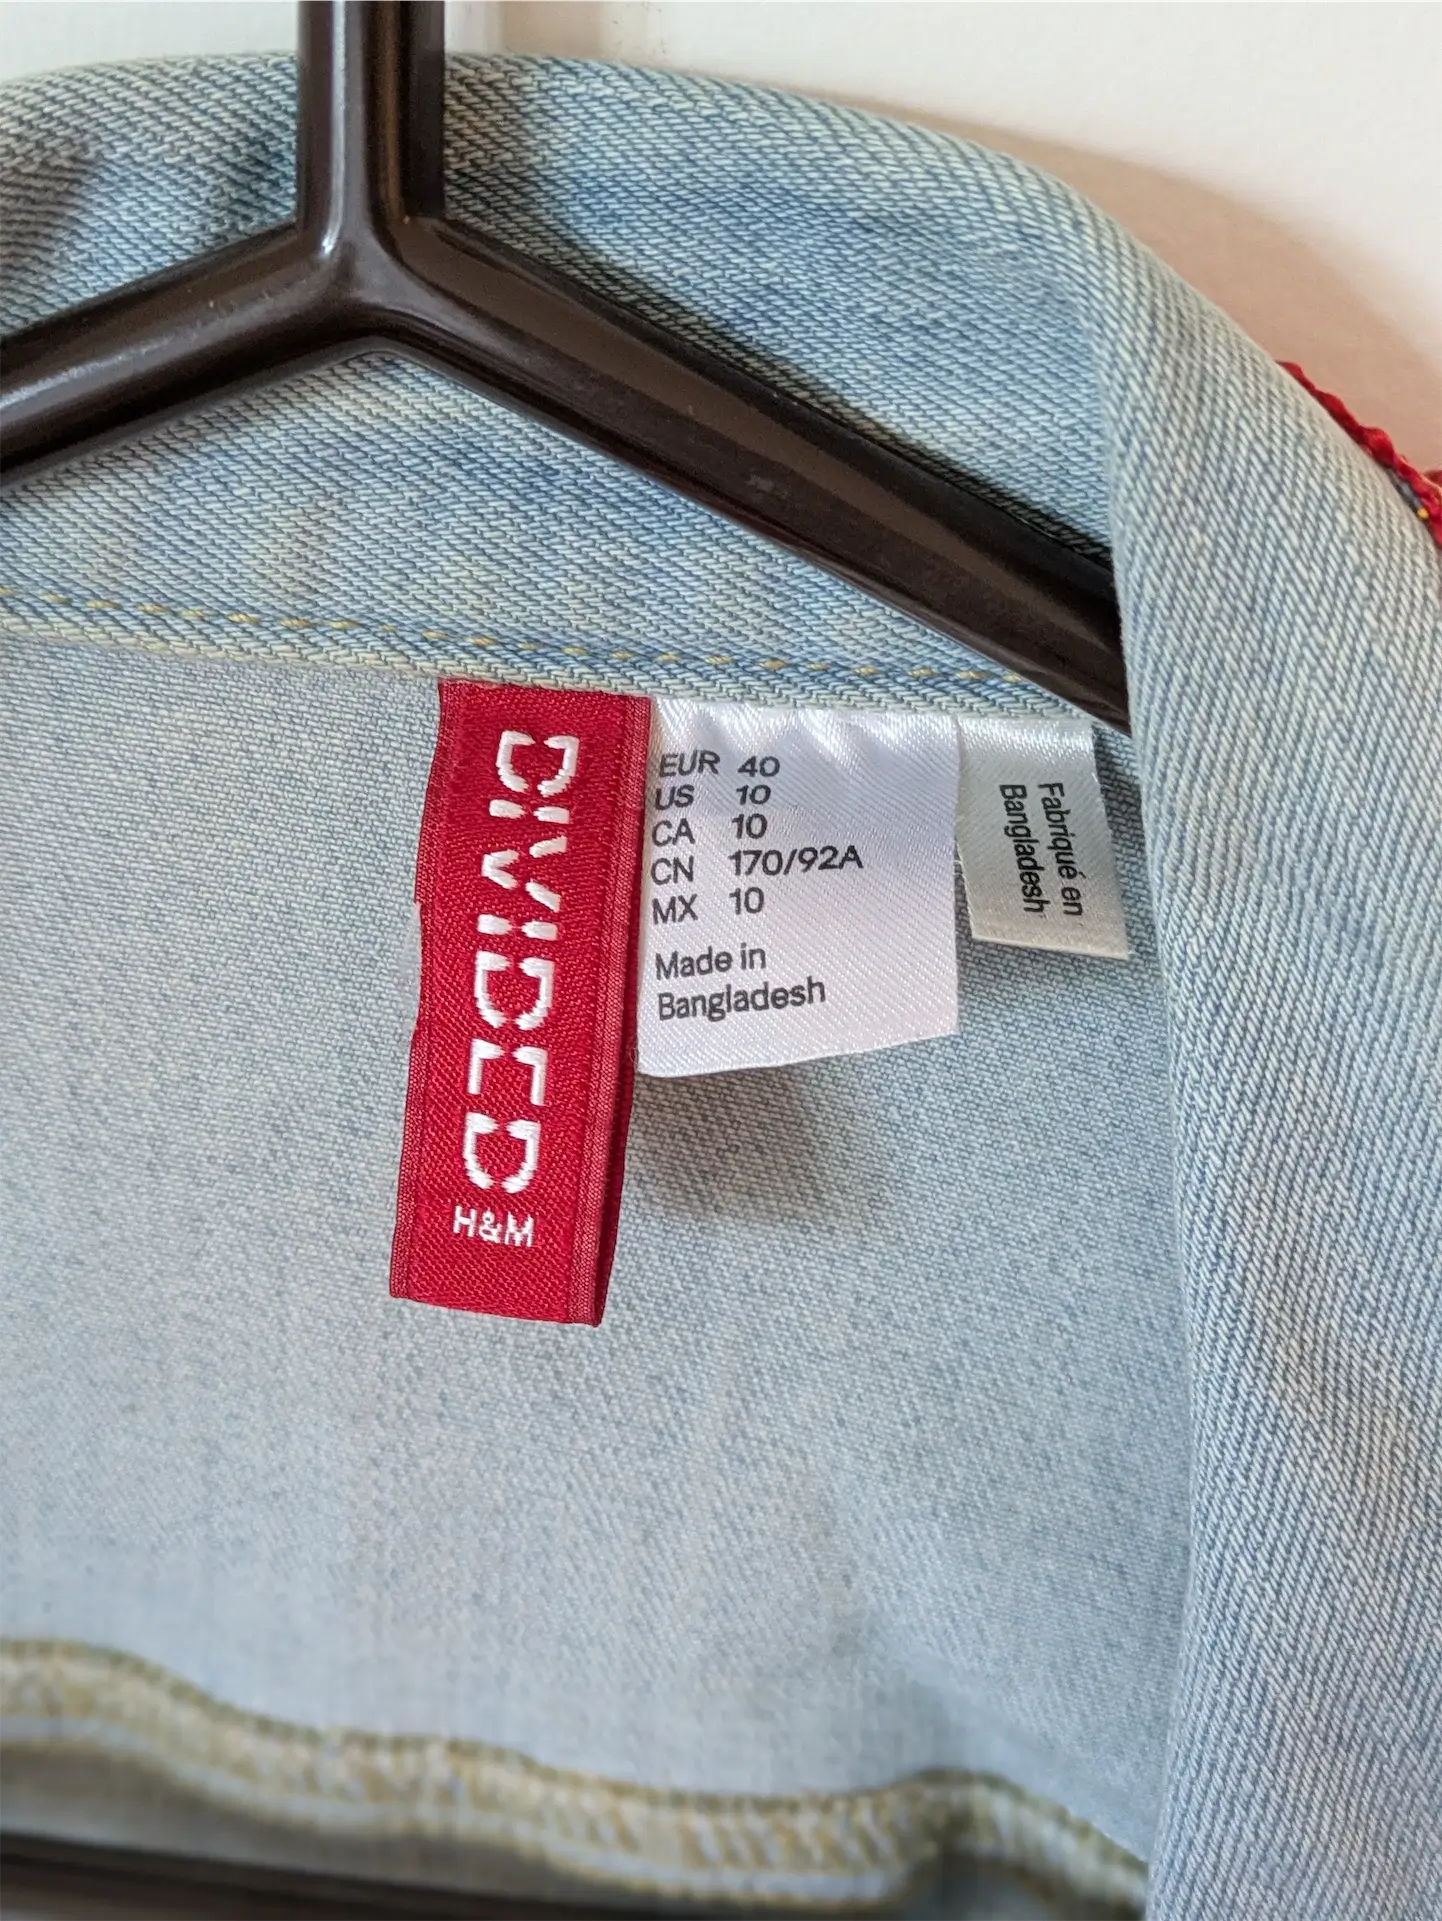 DIVIDED
H&M
EUR 40
US 10
CA 10
CN 170/92A
MX 10
Made in
Bangladesh
Fabriqué en
Bangladesh